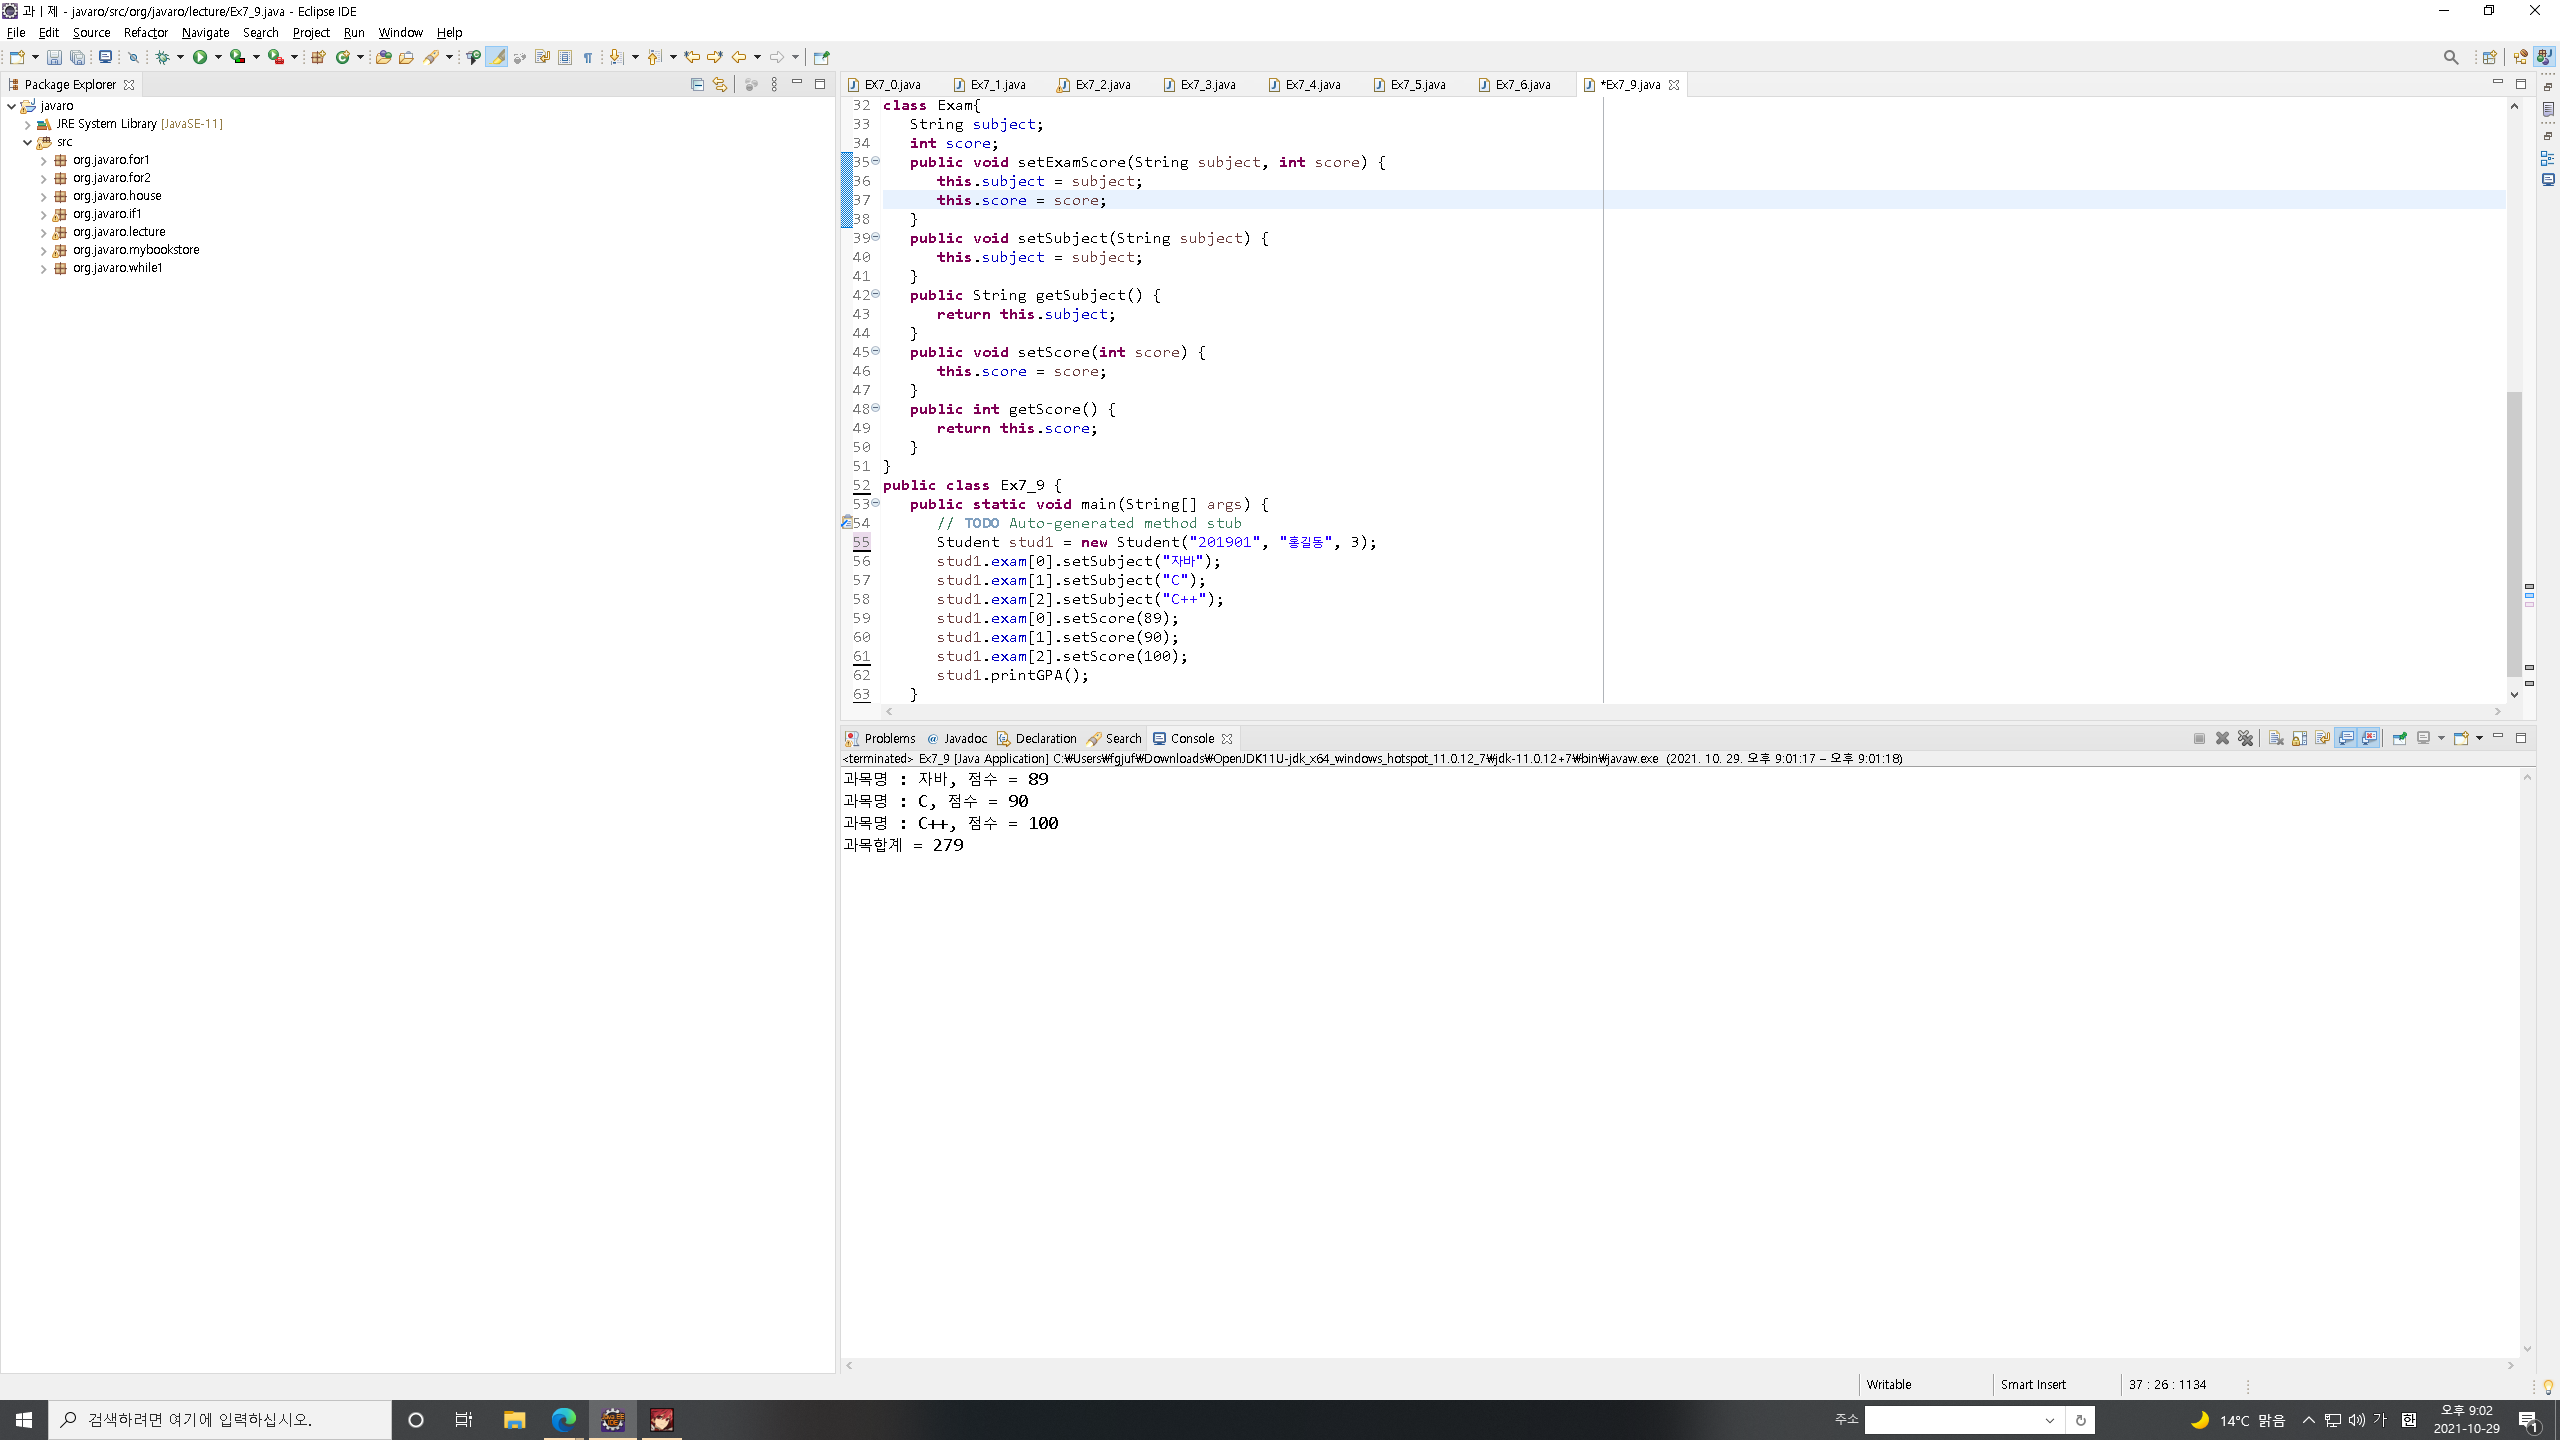 과ㅣ제 - javaro/src/org/javaro/lecture/Ex7_9.java - Eclipse IDE
File Edit Source Refactor Navigate Search Project Run Window Help
Package Explorer
javaro
JRE System Library [JavaSE-11]
src
org.javaro.for1
org.javaro.for2
org.javaro.house
org.javaro.if1
org.javaro.lecture
org.javaro.mybookstore
org.javaro.while1
Ex7_0.java Ex7_1.java Ex7_2.java Ex7_3.java Ex7_4.java Ex7_5.java Ex7_6.java *Ex7_9.java
32 class Exam{
33 String subject;
34 int score;
35 public void setExamScore(String subject, int score) {
36 this.subject = subject;
37 this.score = score;
38 }
39 public void setSubject(String subject) {
40 this.subject = subject;
41 }
42 public String getSubject() {
43 return this.subject;
44 }
45 public void setScore(int score) {
46 this.score = score;
47 }
48 public int getScore() {
49 return this.score;
50 }
51 }
52 public class Ex7_9 {
53 public static void main(String[] args) {
54 // TODO Auto-generated method stub
55 Student stud1 = new Student("201901", "홍길동", 3);
56 stud1.exam[0].setSubject("자바");
57 stud1.exam[1].setSubject("C");
58 stud1.exam[2].setSubject("C++");
59 stud1.exam[0].setScore(89);
60 stud1.exam[1].setScore(90);
61 stud1.exam[2].setScore(100);
62 stud1.printGPA();
63 }
Problems @ Javadoc Declaration Search Console
<terminated> Ex7_9 [Java Application] C:₩Users₩fgjuf₩Downloads₩OpenJDK11U-jdk_x64_windows_hotspot_11.0.12_7₩jdk-11.0.12+7₩bin₩javaw.exe (2021. 10. 29. 오후 9:01:17 – 오후 9:01:18)
과목명 : 자바, 점수 = 89
과목명 : C, 점수 = 90
과목명 : C++, 점수 = 100
과목합계 = 279
Writable Smart Insert 37 : 26 : 1134
검색하려면 여기에 입력하십시오.
주소
14°C 맑음
가
한
오후 9:02
2021-10-29
1